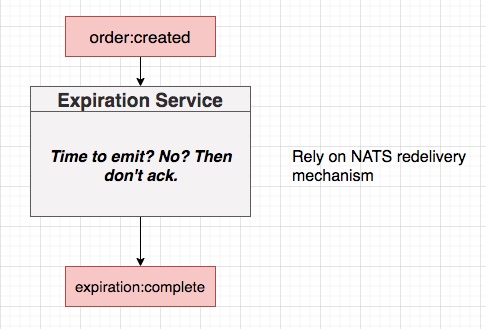 order:created
Expiration Service
Time to emit? No? Then
don't ack.
Rely on NATS redelivery
mechanism
expiration:complete